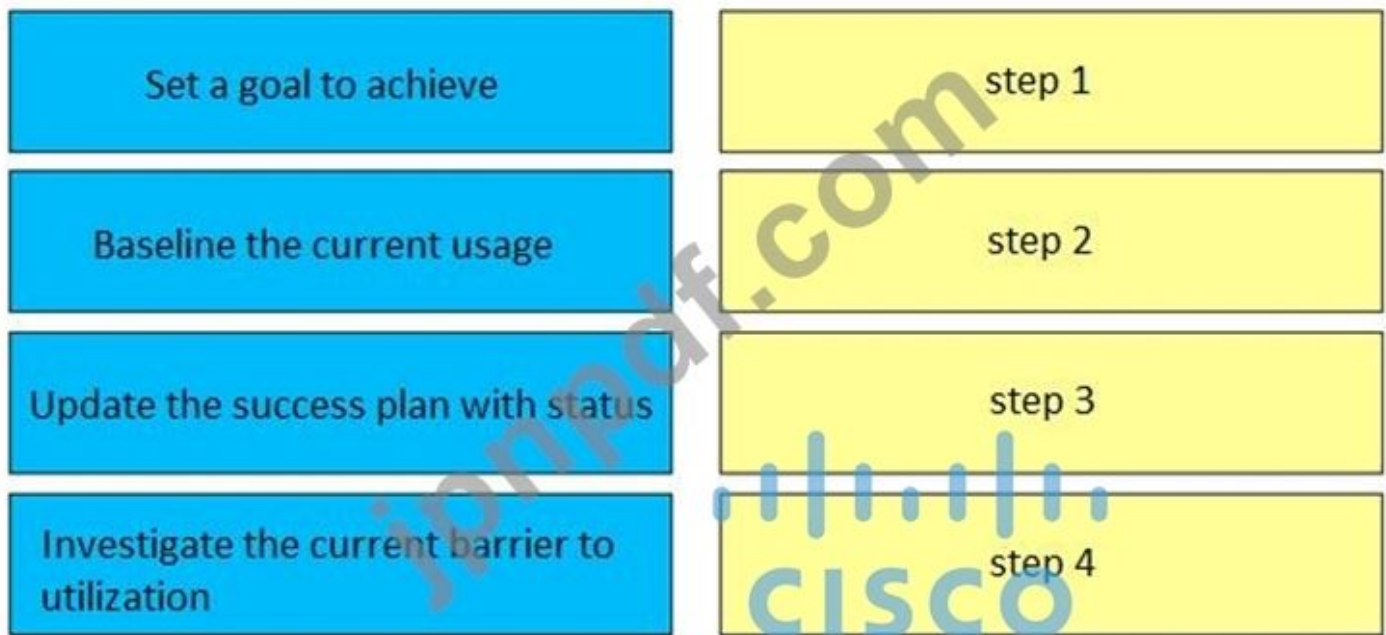 Set a goal to achieve
step 1
Baseline the current usage
step 2
Update the success plan with status
step 3
Investigate the current barrier to
utilization
step 4
jpnpdf.com
CISCO